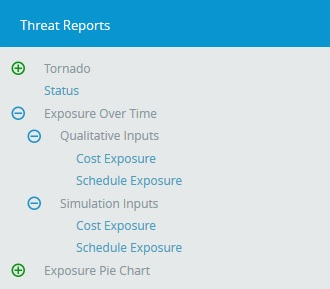 Threat Reports
Tornado
Status
Exposure Over Time
Qualitative Inputs
Cost Exposure
Schedule Exposure
Simulation Inputs
Cost Exposure
Schedule Exposure
Exposure Pie Chart